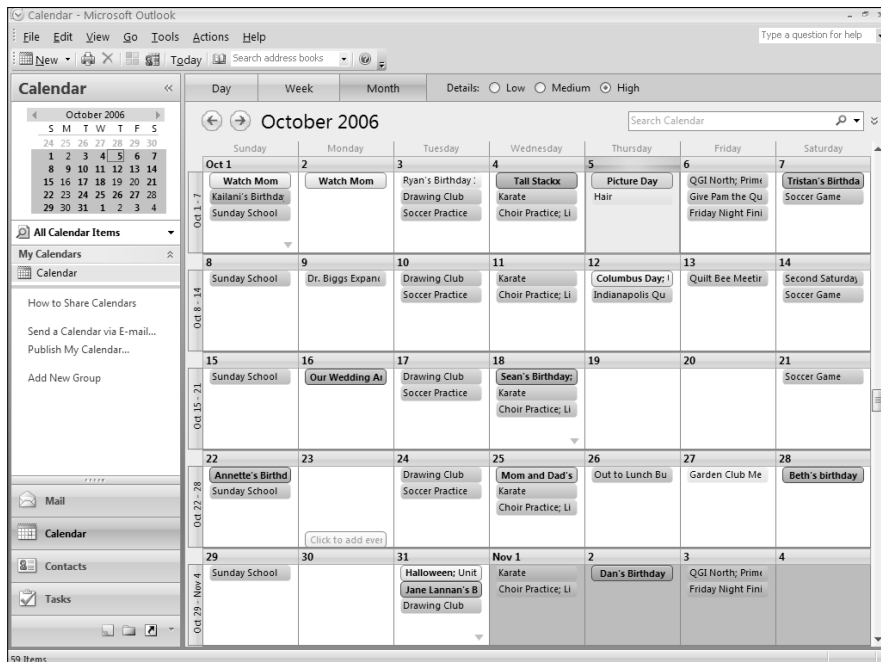 Calendar - Microsoft Outlook
File Edit View Go Tools Actions Help
Type a question for help
New Today Search address books
Calendar «
Day Week Month Details: Low Medium High
October 2006
S M T W T F S
24 25 26 27 28 29 30
1 2 3 4 5 6 7
8 9 10 11 12 13 14
15 16 17 18 19 20 21
22 23 24 25 26 27 28
29 30 31 1 2 3 4
All Calendar Items
My Calendars
Calendar
How to Share Calendars
Send a Calendar via E-mail...
Publish My Calendar...
Add New Group
Mail
Calendar
Contacts
Tasks
October 2006
Search Calendar
Sunday Monday Tuesday Wednesday Thursday Friday Saturday
Oct 1 - 7
Oct 1 2 3 4 5 6 7
Watch Mom Watch Mom Ryan's Birthday; Tall Stackx Picture Day QGI North; Prime Tristan's Birthda
Kailani's Birthda Drawing Club Karate Hair Give Pam the Qu Soccer Game
Sunday School Soccer Practice Choir Practice; Li Friday Night Fini
Oct 8 - 14
8 9 10 11 12 13 14
Sunday School Dr. Biggs Expan Drawing Club Karate Columbus Day; Quilt Bee Meetin Second Saturday
Soccer Practice Choir Practice; Li Indianapolis Qu Soccer Game
Oct 15 - 21
15 16 17 18 19 20 21
Sunday School Our Wedding Drawing Club Sean's Birthday; Soccer Game
Soccer Practice Karate
Choir Practice; Li
Oct 22 - 28
22 23 24 25 26 27 28
Annette's Birthd Drawing Club Mom and Dad's Out to Lunch Bu Garden Club Me Beth's birthday
Sunday School Soccer Practice Karate
Choir Practice; Li
Click to add even
Oct 29 - Nov 4
29 30 31 Nov 1 2 3 4
Sunday School Halloween; Unit Karate Dan's Birthday QGI North; Prime
Jane Lannan's B Choir Practice; Li Friday Night Fini
Drawing Club
59 Items